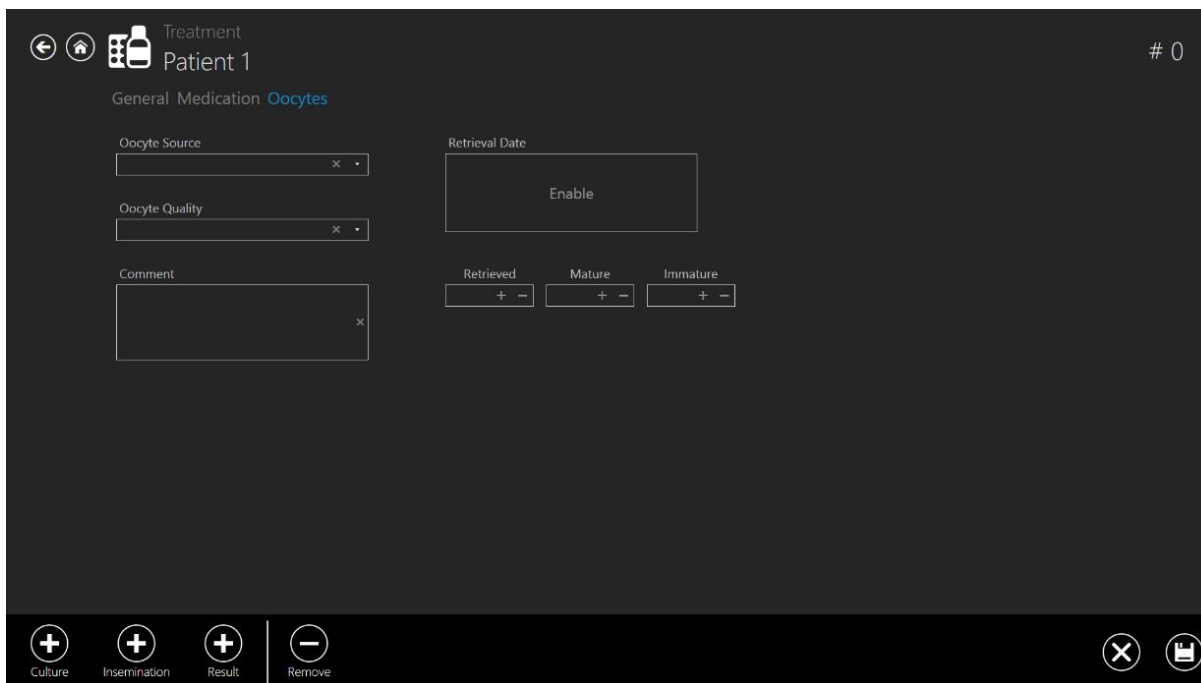 Treatment
Patient 1
# 0
General Medication Oocytes
Oocyte Source
Retrieval Date
Enable
Oocyte Quality
Comment
Retrieved Mature Immature
Culture Insemination Result Remove